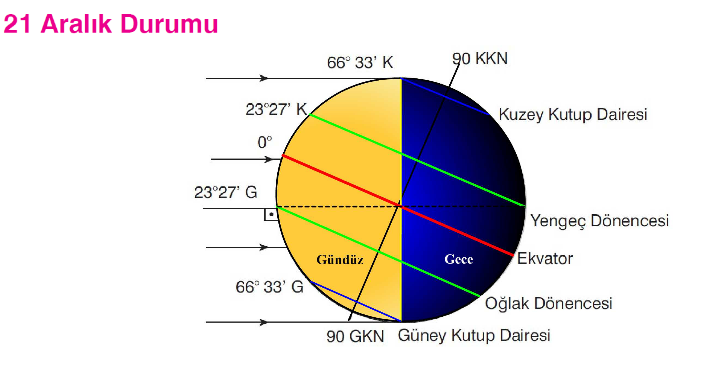 21 Aralık Durumu
66° 33' K
90 KKN
23°27' K
Kuzey Kutup Dairesi
0°
23°27' G
Yengeç Dönencesi
Gündüz
Gece
Ekvator
66° 33' G
Oğlak Dönencesi
90 GKN
Güney Kutup Dairesi